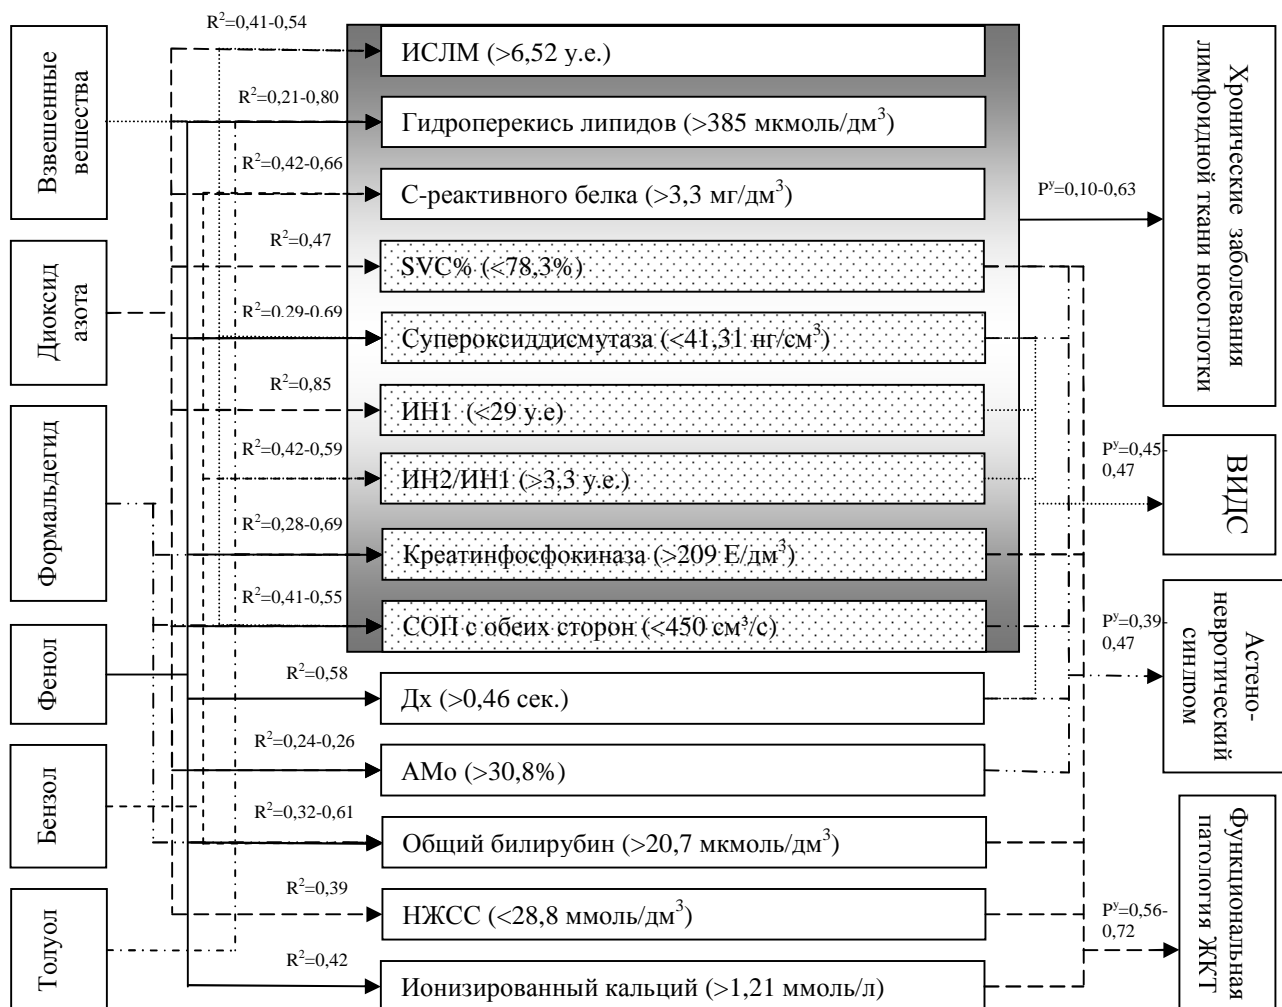 Взвешенные
вешества
Диоксид
азота
Формальдегид
Фенол
Бензол
Толуол
R²=0,41-0,54
ИСЛМ (>6,52 у.е.)
R²=0,21-0,80
Гидроперекись липидов (>385 мкмоль/дм³)
R²=0,42-0,66
С-реактивного белка (>3,3 мг/дм³)
R²=0,47
SVC% (<78,3%)
R²=0,29-0,69
Супероксиддисмутаза (<41,31 нг/см³)
R²=0,85
ИН1 (<29 у.е)
R²=0,42-0,59
ИН2/ИН1 (>3,3 у.е.)
R²=0,28-0,69
Креатинфосфокиназа (>209 Е/дм³)
R²=0,41-0,55
СОП с обеих сторон (<450 см³/с)
R²=0,58
Дх (>0,46 сек.)
R²=0,24-0,26
АМо (>30,8%)
R²=0,32-0,61
Общий билирубин (>20,7 мкмоль/дм³)
R²=0,39
НЖСС (<28,8 ммоль/дм³)
R²=0,42
Ионизированный кальций (>1,21 ммоль/л)
Pʸ=0,10-0,63
Хронические заболевания
лимфоидной ткани носоглотки
Pʸ=0,45-
0,47
ВИДС
Pʸ=0,39-
0,47
Астено-
невротический
синдром
Pʸ=0,56-
0,72
Функциональная
патология ЖКТ